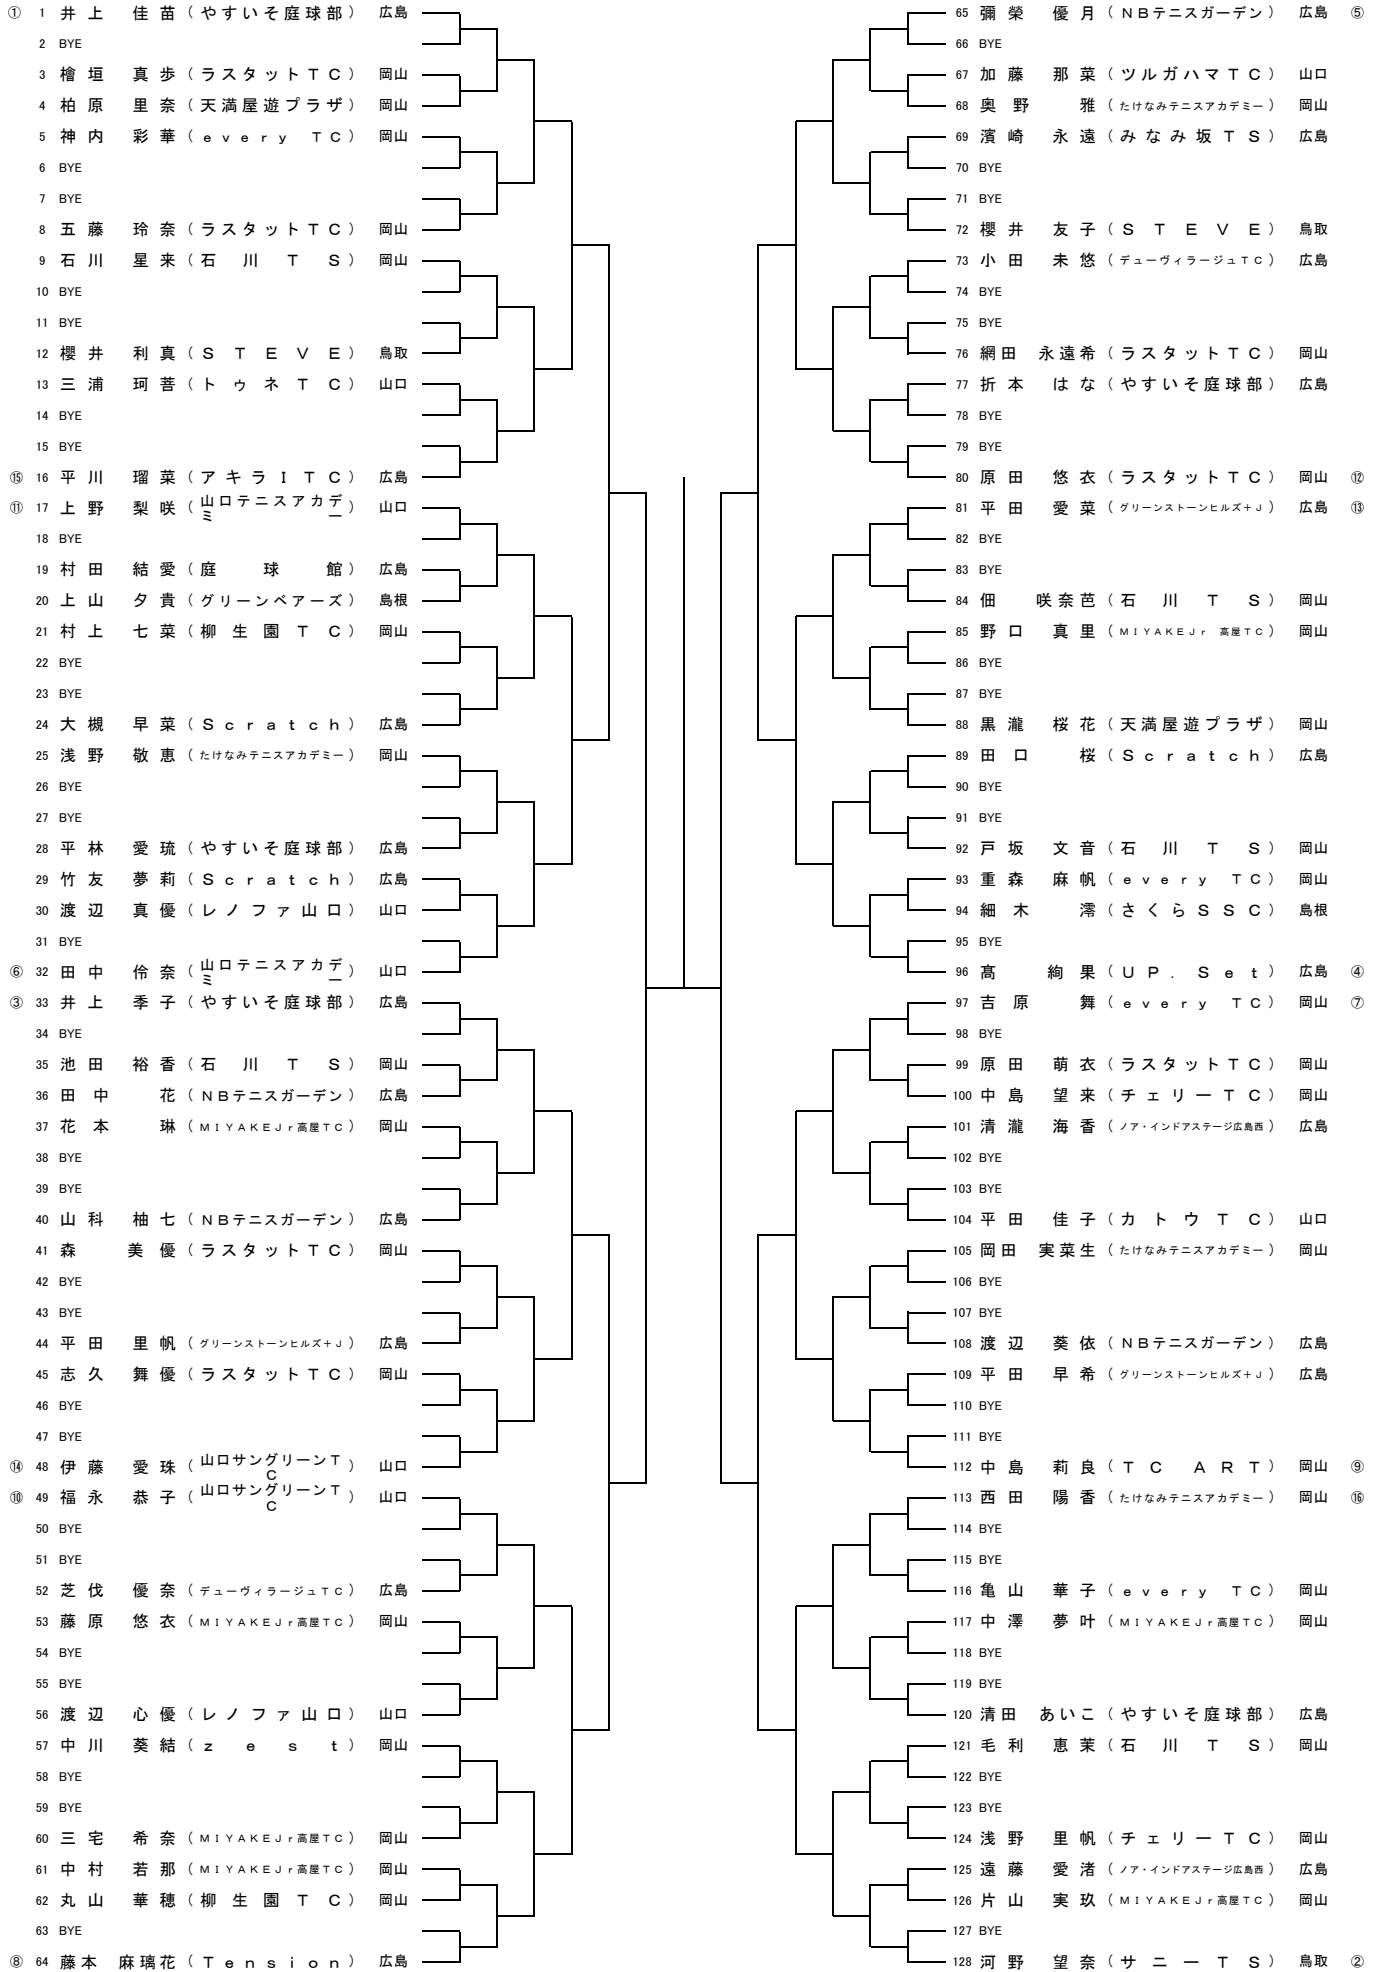 ① 1 井上 佳苗 (やすいそ庭球部) 広島
2 BYE
3 檜垣 真歩 (ラスタットTC) 岡山
4 柏原 里奈 (天満屋遊プラザ) 岡山
5 神内 彩華 (every TC) 岡山
6 BYE
7 BYE
8 五藤 玲奈 (ラスタットTC) 岡山
9 石川 星来 (石川TS) 岡山
10 BYE
11 BYE
12 櫻井 利真 (STEVE) 鳥取
13 三浦 珂菩 (トゥネTC) 山口
14 BYE
15 BYE
⑮ 16 平川 瑠菜 (アキラITC) 広島
⑪ 17 上野 梨咲 (山口テニスアカデミー) 山口
18 BYE
19 村田 結愛 (庭球館) 広島
20 上山 夕貴 (グリーンベアーズ) 島根
21 村上 七菜 (柳生園TC) 岡山
22 BYE
23 BYE
24 大槻 早菜 (Scratch) 広島
25 浅野 敬恵 (たけなみテニスアカデミー) 岡山
26 BYE
27 BYE
28 平林 愛琉 (やすいそ庭球部) 広島
29 竹友 夢莉 (Scratch) 広島
30 渡辺 真優 (レノファ山口) 山口
31 BYE
⑥ 32 田中 伶奈 (山口テニスアカデミー) 山口
③ 33 井上 季子 (やすいそ庭球部) 広島
34 BYE
35 池田 裕香 (石川TS) 岡山
36 田中 花 (NBテニスガーデン) 広島
37 花本 琳 (MIYAKEJr高屋TC) 岡山
38 BYE
39 BYE
40 山科 柚七 (NBテニスガーデン) 広島
41 森 美優 (ラスタットTC) 岡山
42 BYE
43 BYE
44 平田 里帆 (グリーンストーンヒルズ+J) 広島
45 志久 舞優 (ラスタットTC) 岡山
46 BYE
47 BYE
⑭ 48 伊藤 愛珠 (山口サングリーンTC) 山口
⑩ 49 福永 恭子 (山口サングリーンTC) 山口
50 BYE
51 BYE
52 芝伐 優奈 (デューヴィラージュTC) 広島
53 藤原 悠衣 (MIYAKEJr高屋TC) 岡山
54 BYE
55 BYE
56 渡辺 心優 (レノファ山口) 山口
57 中川 葵結 (zest) 岡山
58 BYE
59 BYE
60 三宅 希奈 (MIYAKEJr高屋TC) 岡山
61 中村 若那 (MIYAKEJr高屋TC) 岡山
62 丸山 華穂 (柳生園TC) 岡山
63 BYE
⑧ 64 藤本 麻璃花 (Tension) 広島
65 彌榮 優月 (NBテニスガーデン) 広島 ⑤
66 BYE
67 加藤 那菜 (ツルガハマTC) 山口
68 奥野 雅 (たけなみテニスアカデミー) 岡山
69 濱崎 永遠 (みなみ坂TS) 広島
70 BYE
71 BYE
72 櫻井 友子 (STEVE) 鳥取
73 小田 未悠 (デューヴィラージュTC) 広島
74 BYE
75 BYE
76 網田 永遠希 (ラスタットTC) 岡山
77 折本 はな (やすいそ庭球部) 広島
78 BYE
79 BYE
80 原田 悠衣 (ラスタットTC) 岡山 ⑫
81 平田 愛菜 (グリーンストーンヒルズ+J) 広島 ⑬
82 BYE
83 BYE
84 佃 咲奈芭 (石川TS) 岡山
85 野口 真里 (MIYAKEJr 高屋TC) 岡山
86 BYE
87 BYE
88 黒瀧 桜花 (天満屋遊プラザ) 岡山
89 田口 桜 (Scratch) 広島
90 BYE
91 BYE
92 戸坂 文音 (石川TS) 岡山
93 重森 麻帆 (every TC) 岡山
94 細木 澪 (さくらSSC) 島根
95 BYE
96 髙 絢果 (UP.Set) 広島 ④
97 吉原 舞 (every TC) 岡山 ⑦
98 BYE
99 原田 萌衣 (ラスタットTC) 岡山
100 中島 望来 (チェリーTC) 岡山
101 清瀧 海香 (ノア・インドアステージ広島西) 広島
102 BYE
103 BYE
104 平田 佳子 (カトウTC) 山口
105 岡田 実菜生 (たけなみテニスアカデミー) 岡山
106 BYE
107 BYE
108 渡辺 葵依 (NBテニスガーデン) 広島
109 平田 早希 (グリーンストーンヒルズ+J) 広島
110 BYE
111 BYE
112 中島 莉良 (TC ART) 岡山 ⑨
113 西田 陽香 (たけなみテニスアカデミー) 岡山 ⑯
114 BYE
115 BYE
116 亀山 華子 (every TC) 岡山
117 中澤 夢叶 (MIYAKEJr高屋TC) 岡山
118 BYE
119 BYE
120 清田 あいこ (やすいそ庭球部) 広島
121 毛利 恵茉 (石川TS) 岡山
122 BYE
123 BYE
124 浅野 里帆 (チェリーTC) 岡山
125 遠藤 愛渚 (ノア・インドアステージ広島西) 広島
126 片山 実玖 (MIYAKEJr高屋TC) 岡山
127 BYE
128 河野 望奈 (サニーTS) 鳥取 ②